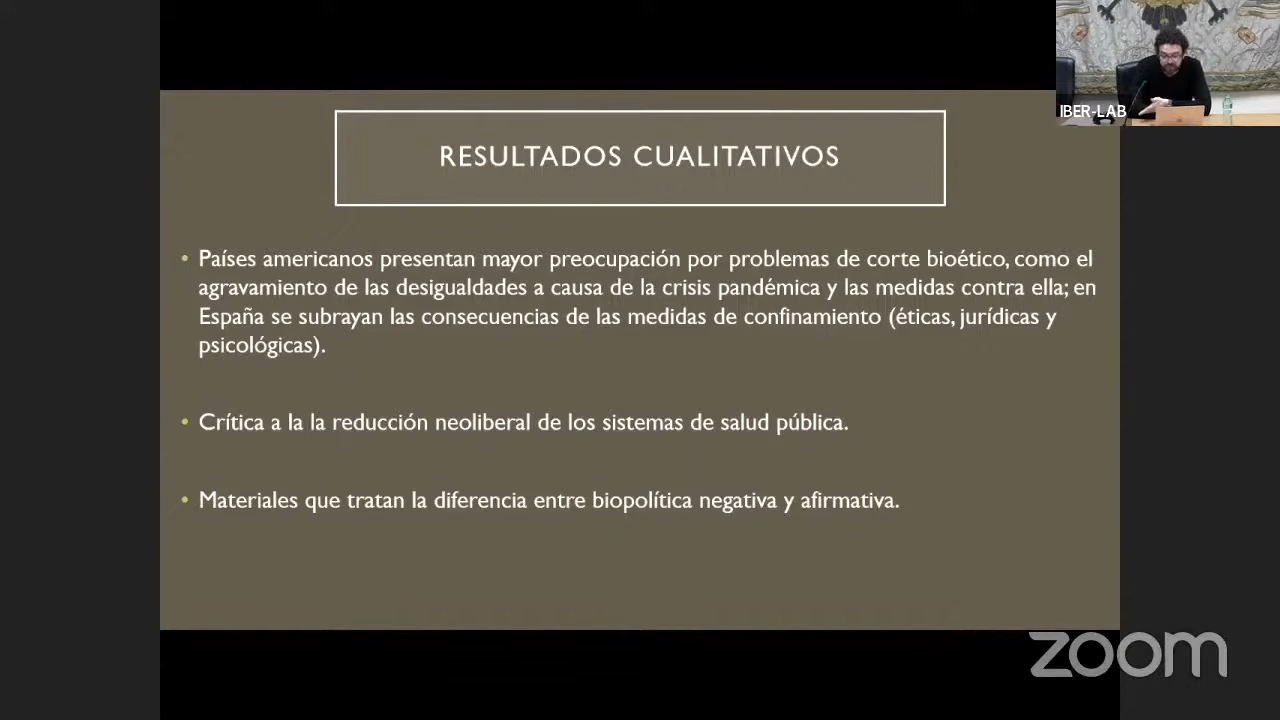 IBER-LAB
RESULTADOS CUALITATIVOS
• Países americanos presentan mayor preocupación por problemas de corte bioético, como el
agravamiento de las desigualdades a causa de la crisis pandémica y las medidas contra ella; en
España se subrayan las consecuencias de las medidas de confinamiento (éticas, jurídicas y
psicológicas).
• Crítica a la la reducción neoliberal de los sistemas de salud pública.
• Materiales que tratan la diferencia entre biopolítica negativa y afirmativa.
zoom